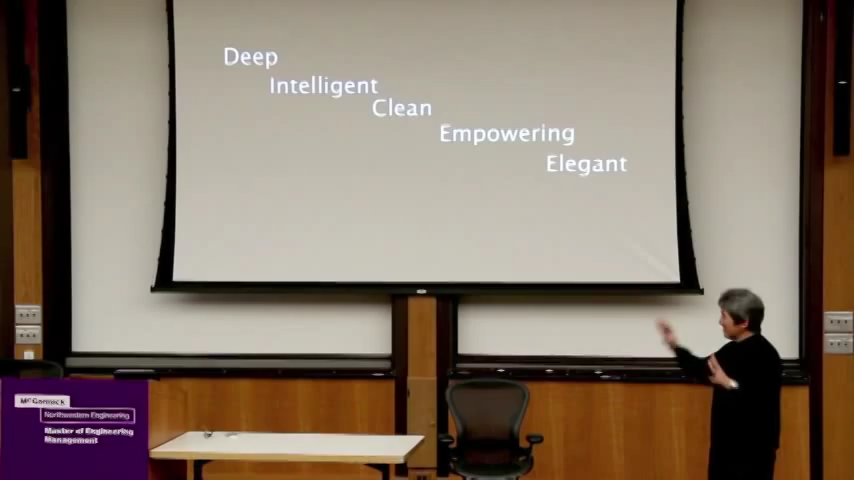 Deep
Intelligent
Clean
Empowering
Elegant
McCormick
Northwestern Engineering
Master of Engineering
Management